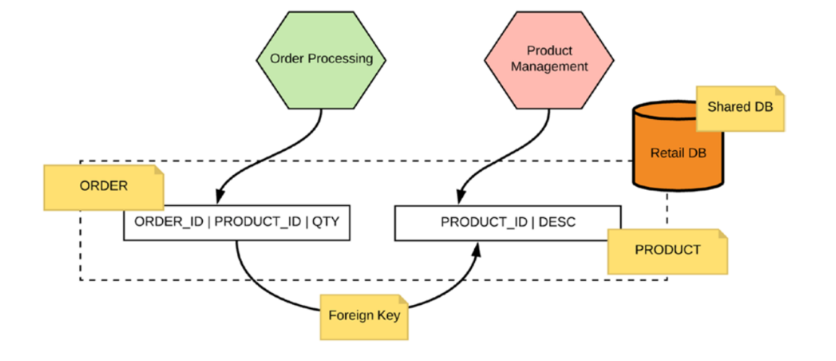 Order Processing
Product
Management
Shared DB
Retail DB
ORDER
ORDER_ID | PRODUCT_ID | QTY
PRODUCT_ID | DESC
PRODUCT
Foreign Key